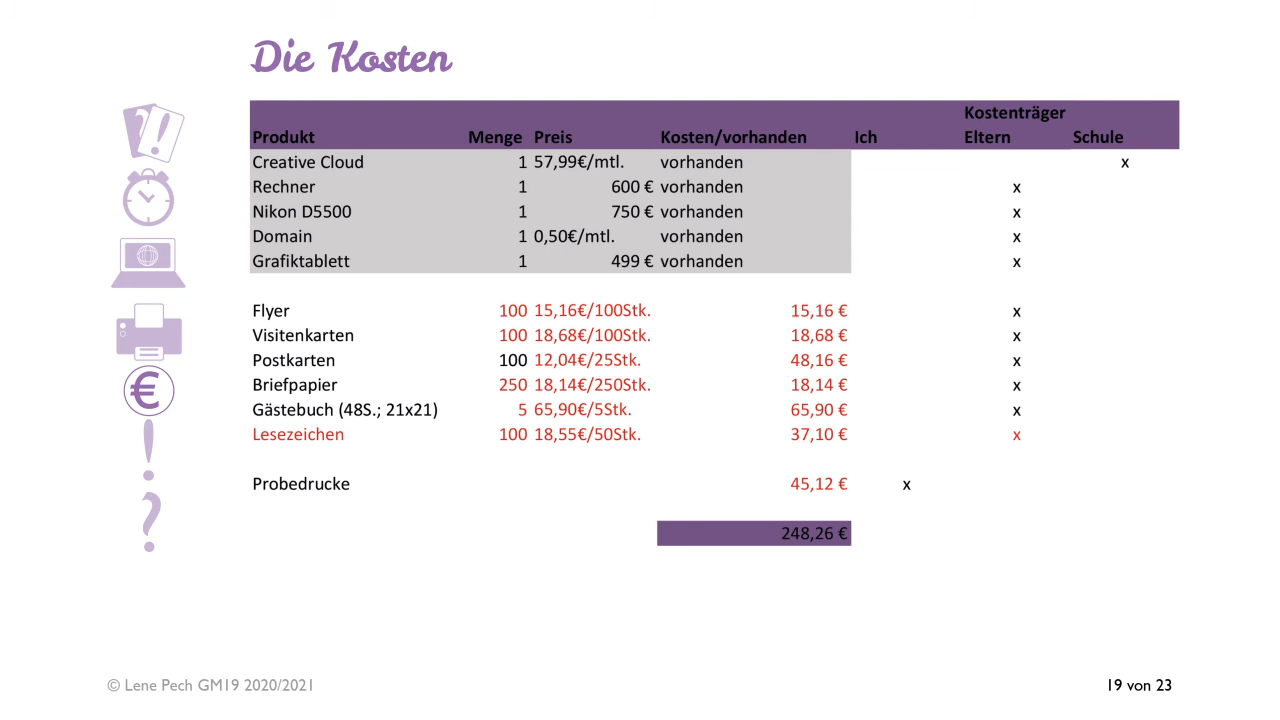 Die Kosten
Kostenträger
Produkt Menge Preis Kosten/vorhanden Ich Eltern Schule
Creative Cloud 1 57,99€/mtl. vorhanden x
Rechner 1 600 € vorhanden x
Nikon D5500 1 750 € vorhanden x
Domain 1 0,50€/mtl. vorhanden x
Grafiktablett 1 499 € vorhanden x
Flyer 100 15,16€/100Stk. 15,16 € x
Visitenkarten 100 18,68€/100Stk. 18,68 € x
Postkarten 100 12,04€/25Stk. 48,16 € x
Briefpapier 250 18,14€/250Stk. 18,14 € x
Gästebuch (48S.; 21x21) 5 65,90€/5Stk. 65,90 € x
Lesezeichen 100 18,55€/50Stk. 37,10 € x
Probedrucke 45,12 € x
248,26 €
?!
€
!
?
© Lene Pech GM19 2020/2021
19 von 23